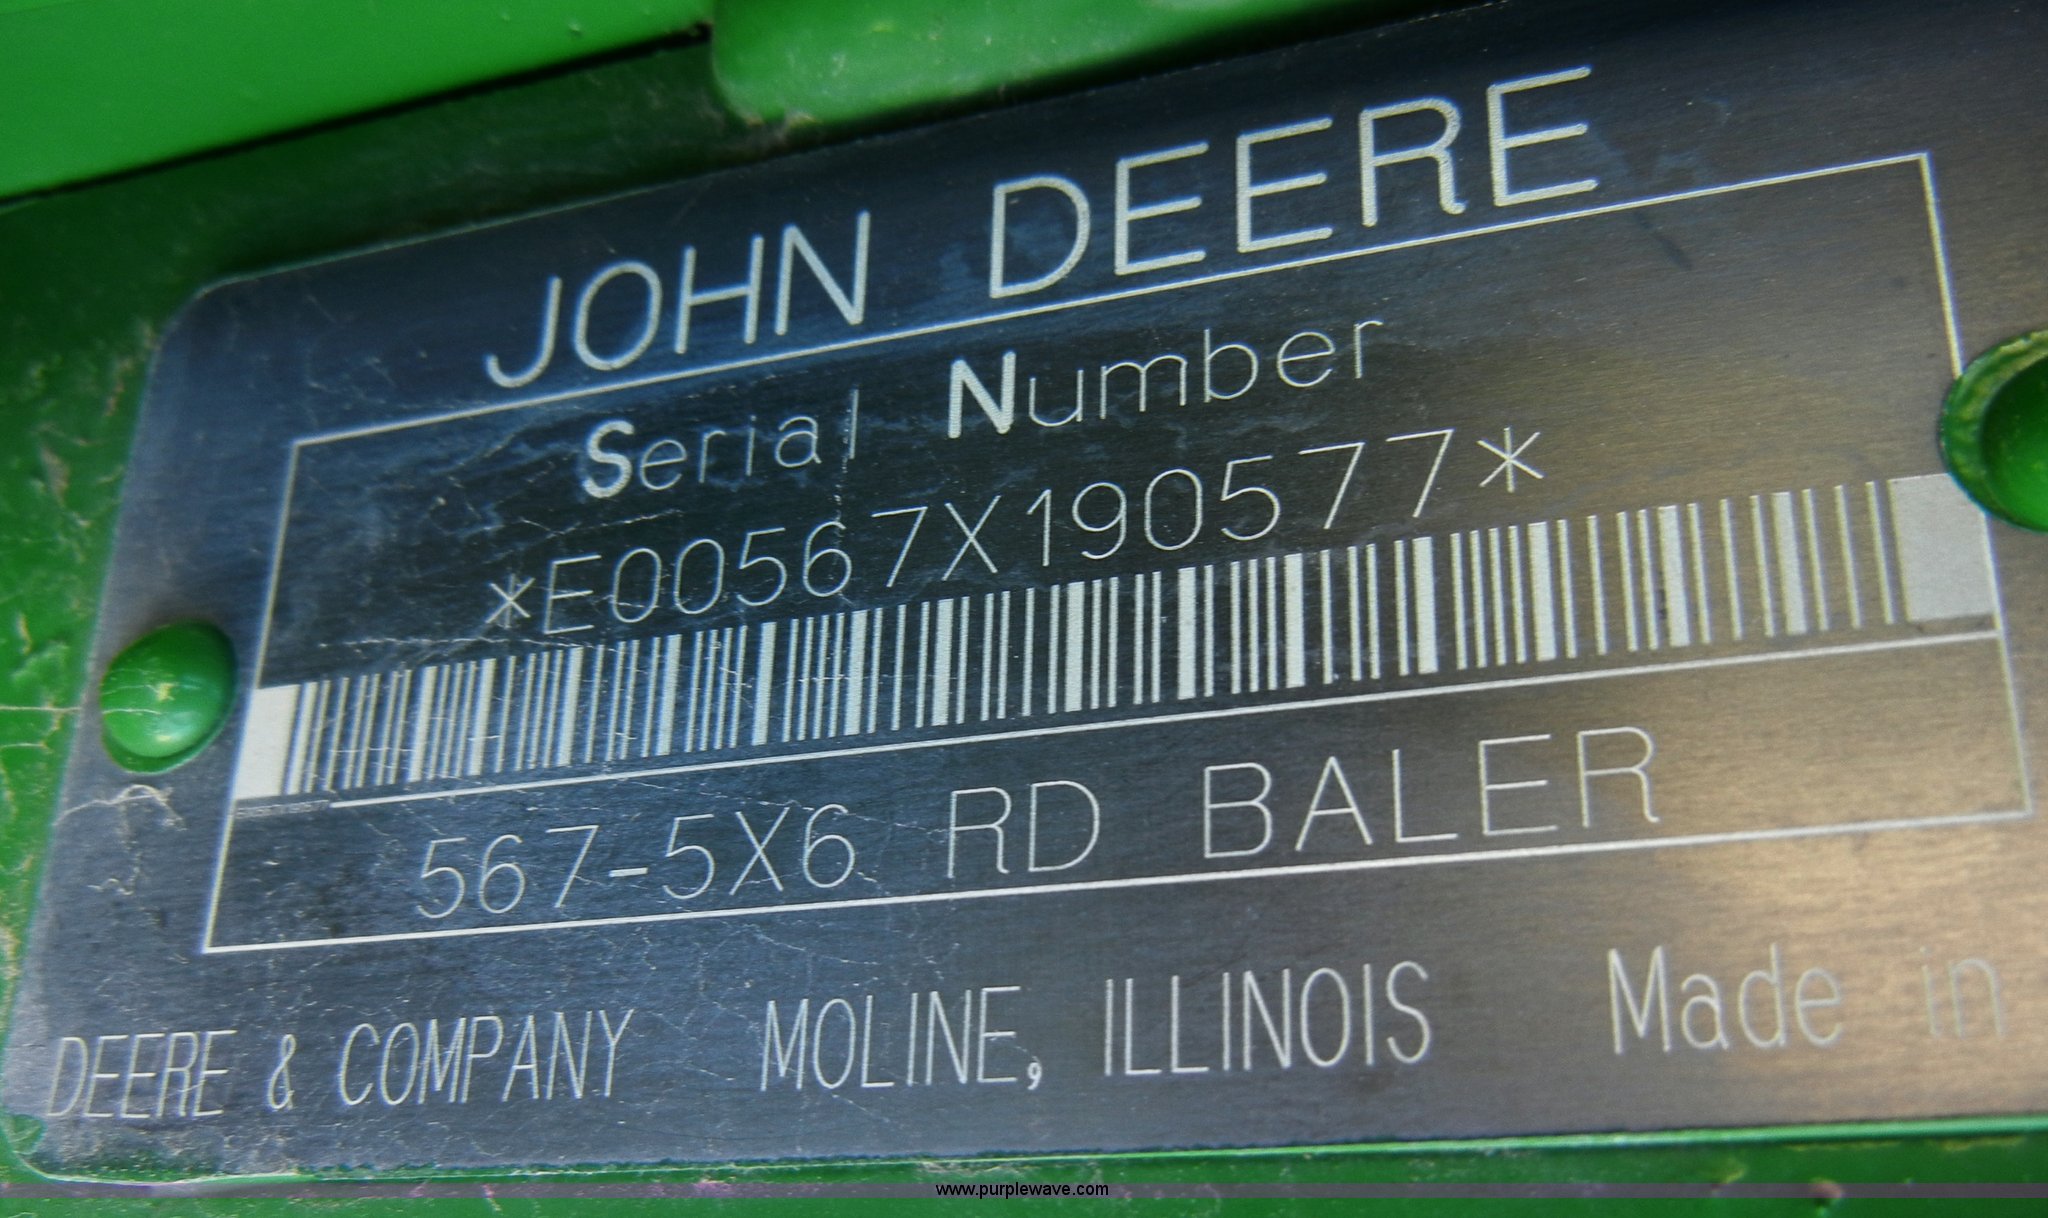 JOHN DEERE
Serial Number
*E00567X190577*
567-5X6 RD BALER
DEERE & COMPANY MOLINE, ILLINOIS Made in
www.purplewave.com